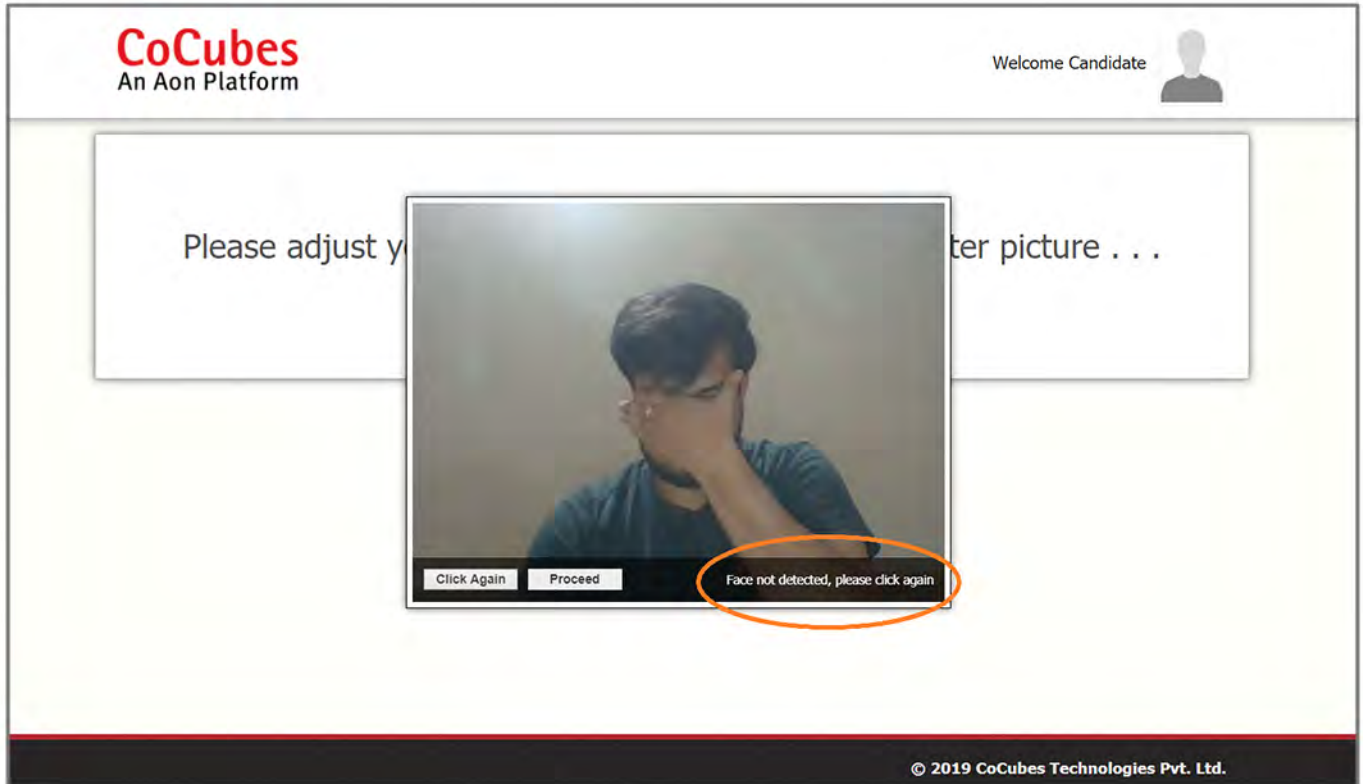 CoCubes
An Aon Platform
Welcome Candidate
Please adjust y ter picture . . .
Click Again Proceed Face not detected, please click again
© 2019 CoCubes Technologies Pvt. Ltd.